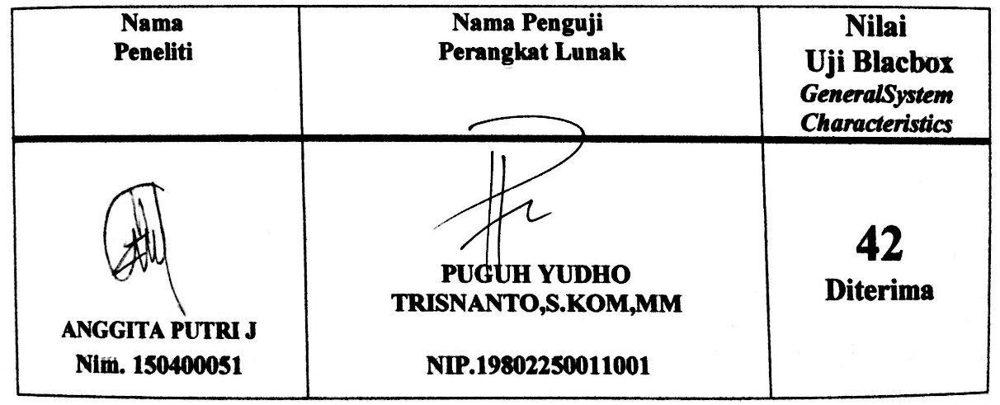 Nama
Peneliti
Nama Penguji
Perangkat Lunak
Nilai
Uji Blacbox
GeneralSystem
Characteristics
ANGGITA PUTRI J
Nim. 150400051
PUGUH YUDHO
TRISNANTO,S.KOM,MM
NIP.19802250011001
42
Diterima